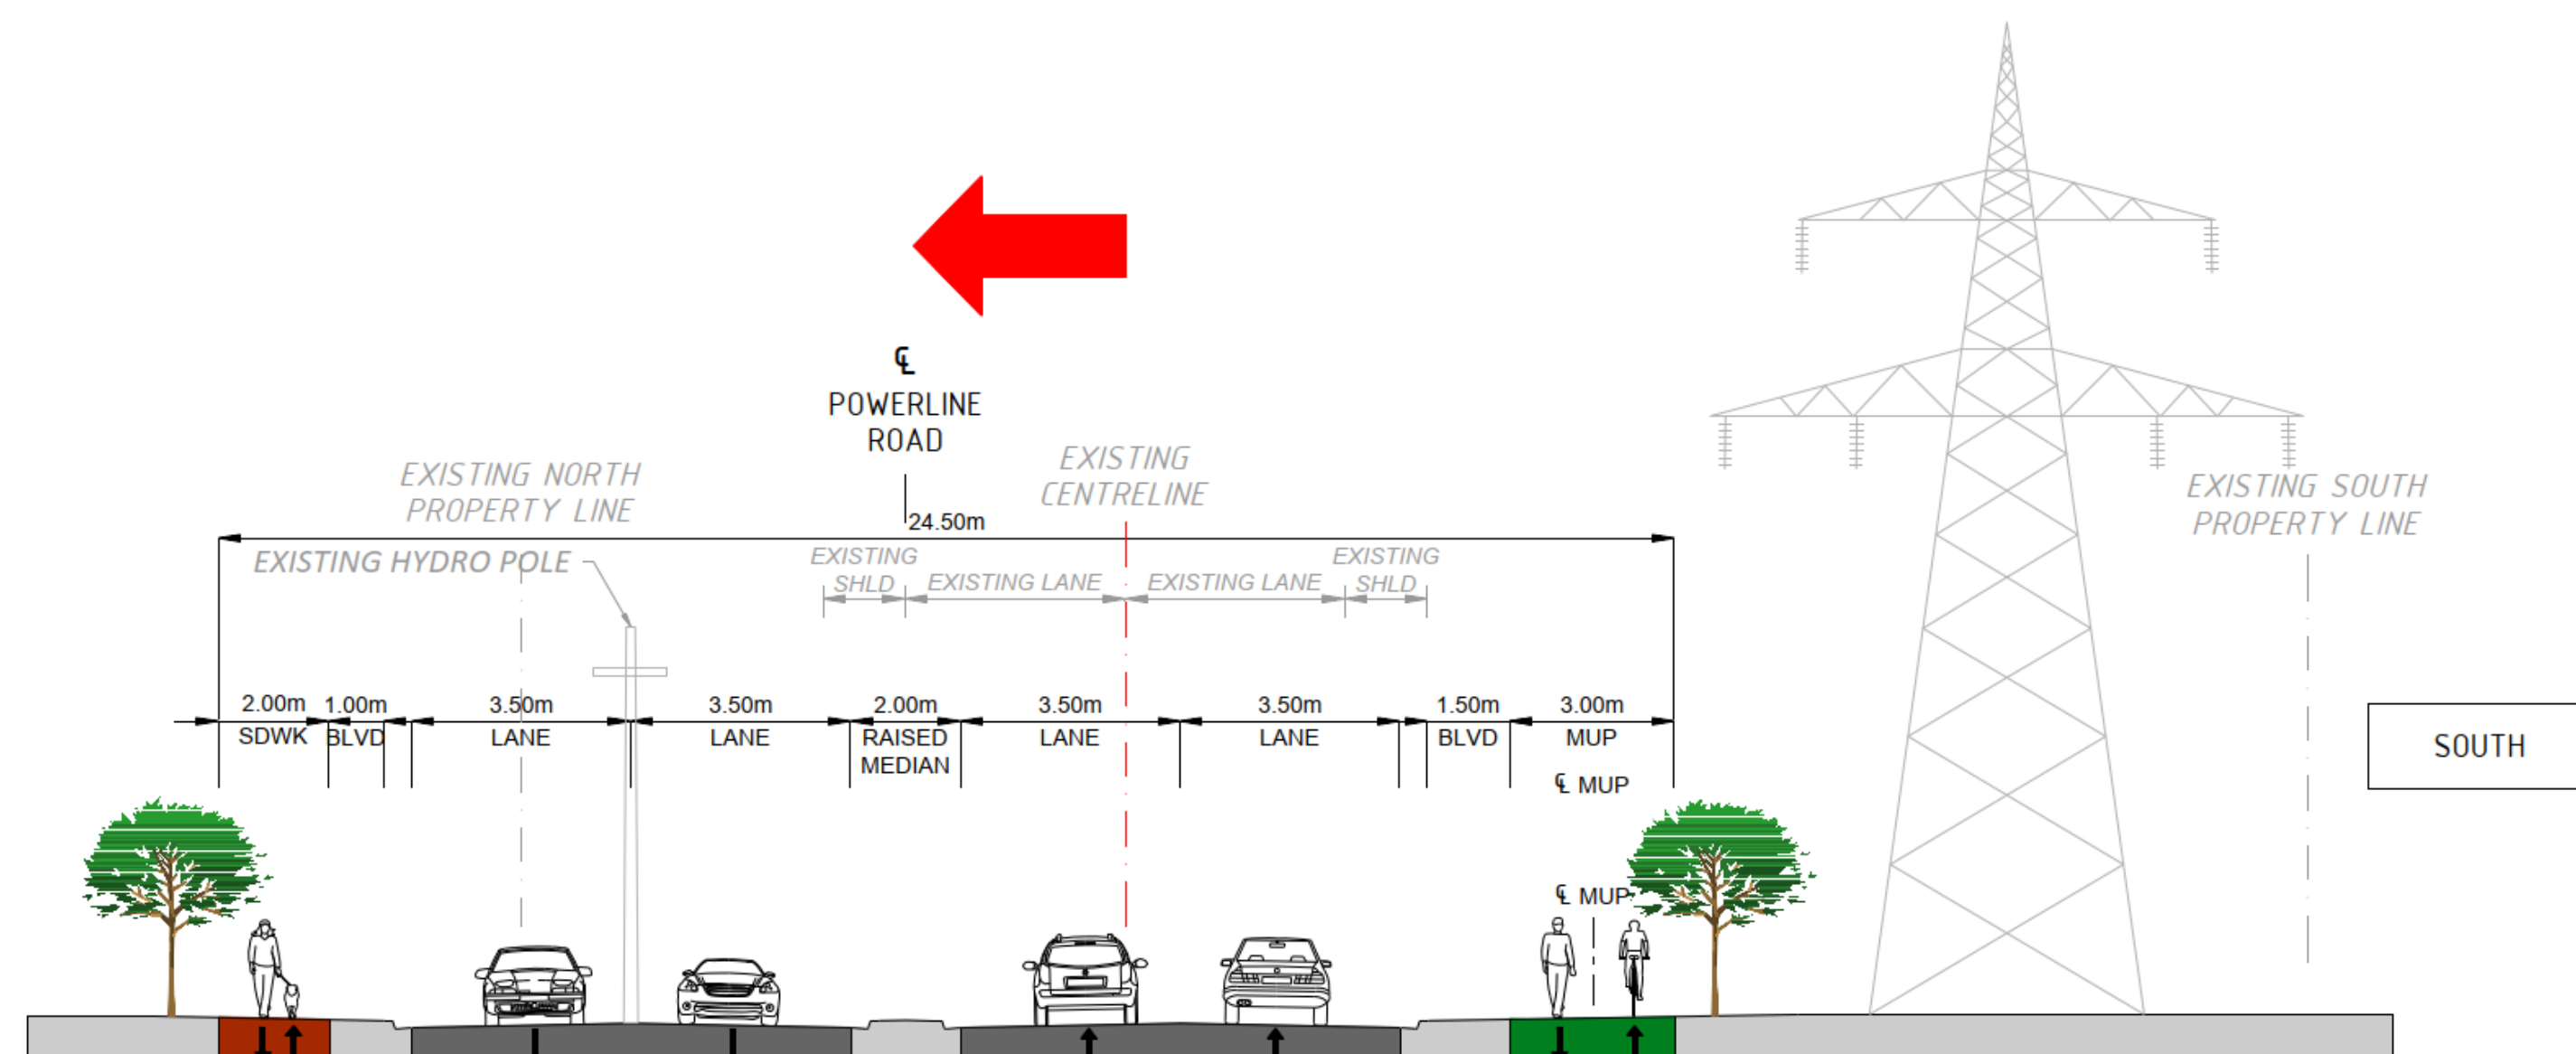 ℄
POWERLINE
ROAD
EXISTING
CENTRELINE
EXISTING NORTH
PROPERTY LINE
EXISTING SOUTH
PROPERTY LINE
24.50m
EXISTING HYDRO POLE
EXISTING
SHLD
EXISTING LANE
EXISTING LANE
EXISTING
SHLD
2.00m
SDWK
1.00m
BLVD
3.50m
LANE
3.50m
LANE
2.00m
RAISED
MEDIAN
3.50m
LANE
3.50m
LANE
1.50m
BLVD
3.00m
MUP
SOUTH
℄ MUP
℄ MUP